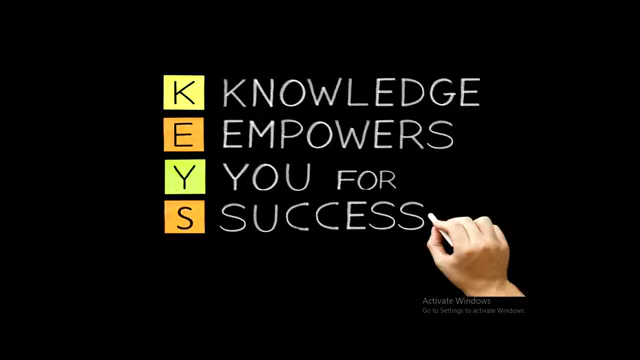 K KNOWLEDGE
E EMPOWERS
Y YOU FOR
S SUCCESS
Activate Windows
Go to Settings to activate Windows.